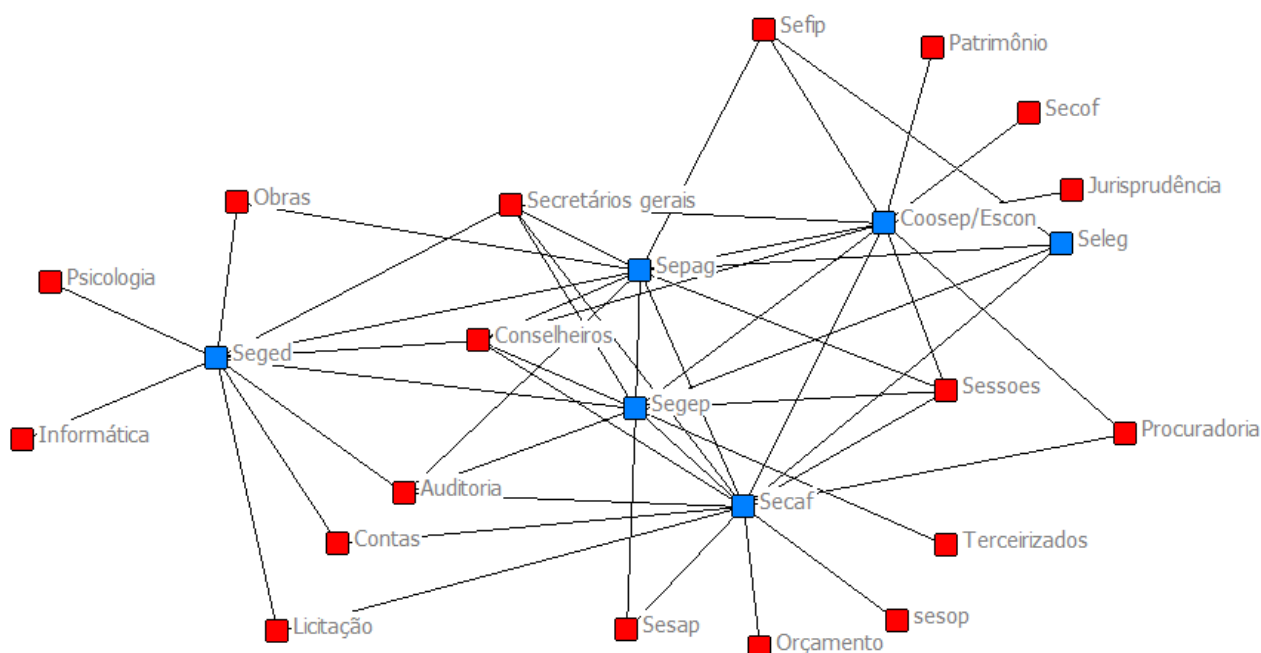 Sefip
Patrimônio
Secof
Jurisprudência
Obras
Secretários gerais
Coosep/Escon
Seleg
Psicologia
Sepag
Conselheiros
Seged
Sessoes
Segep
Informática
Procuradoria
Auditoria
Secaf
Contas
Terceirizados
Licitação
Sesap
sesop
Orçamento